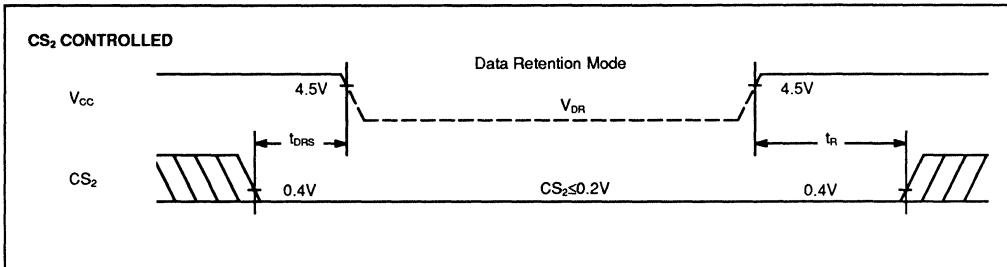 CS₂ CONTROLLED
Data Retention Mode
V_CC
4.5V
V_DR
4.5V
t_DRS
t_R
CS₂
0.4V
CS₂≤0.2V
0.4V